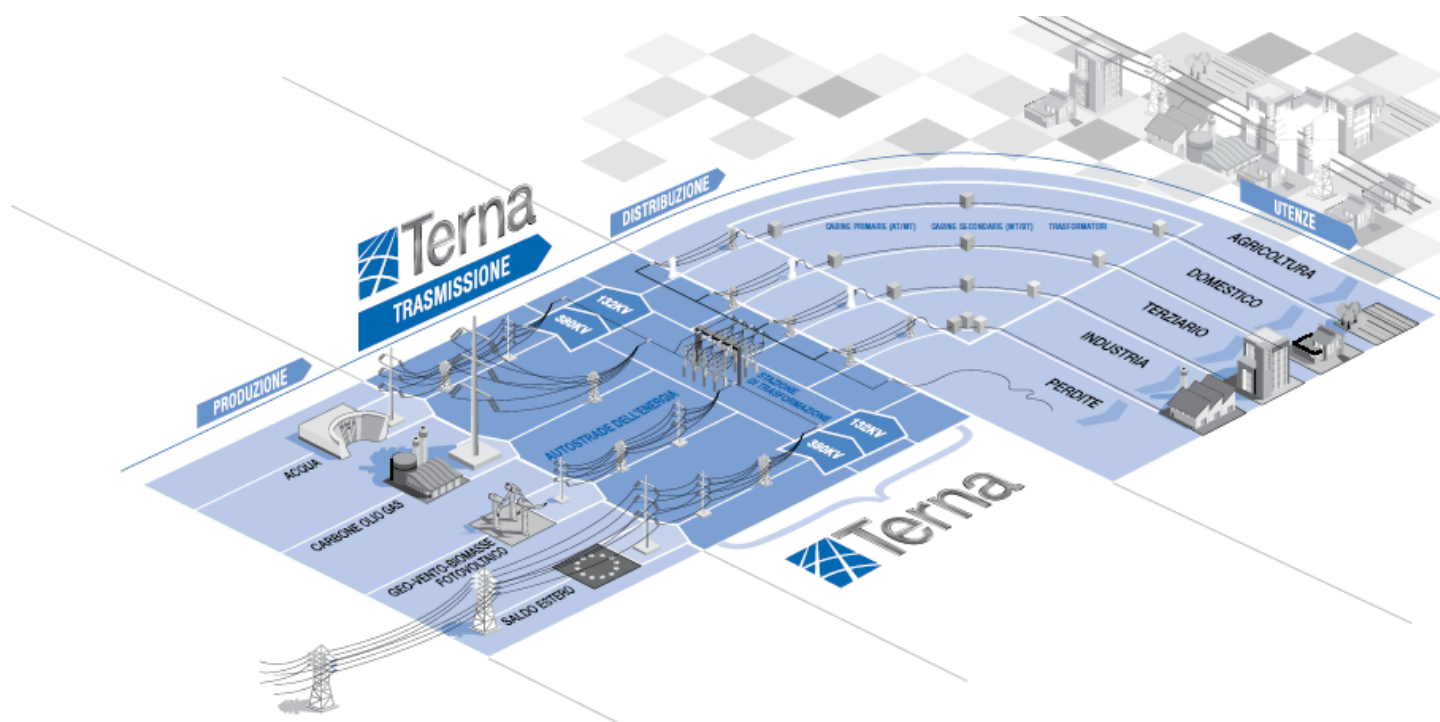 Terna
TRASMISSIONE
PRODUZIONE
DISTRIBUZIONE
UTENZE
132KV
380KV
CABINE PRIMARIE (AT/MT)
CABINE SECONDARIE (MT/BT)
TRASFORMATORI
AGRICOLTURA
DOMESTICO
TERZIARIO
INDUSTRIA
PERDITE
STAZIONE
DI TRASFORMAZIONE
AUTOSTRADE DELL'ENERGIA
132KV
380KV
ACQUA
CARBONE OLIO GAS
GEO-VENTO-BIOMASSE
FOTOVOLTAICO
SALDO ESTERO
Terna